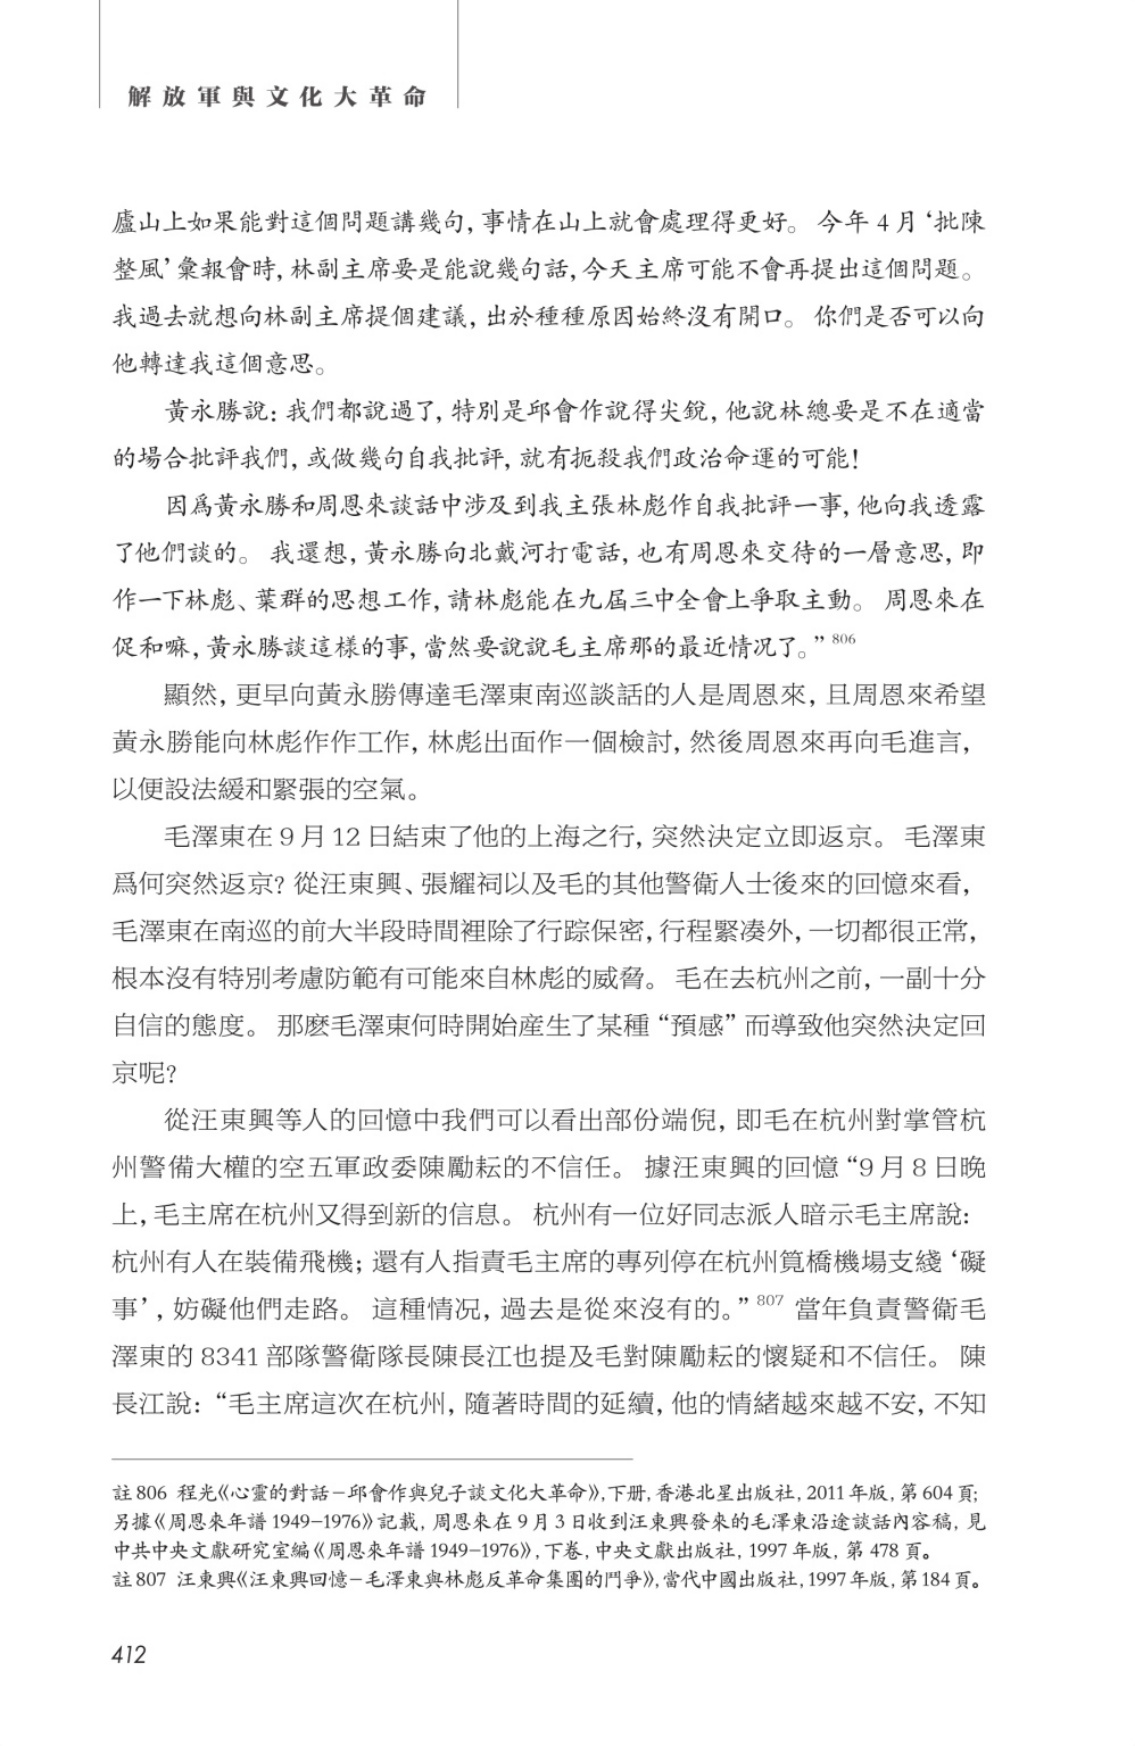 解放軍與文化大革命
廬山上如果能對這個問題講幾句,事情在山上就會處理得更好。 今年 4 月‘批陳
整風’彙報會時,林副主席要是能說幾句話,今天主席可能不會再提出這個問題。
我過去就想向林副主席提個建議,出於種種原因始終沒有開口。 你們是否可以向
他轉達我這個意思。
黃永勝說:我們都說過了,特別是邱會作說得尖銳,他說林總要是不在適當
的場合批評我們,或做幾句自我批評,就有扼殺我們政治命運的可能!
因爲黃永勝和周恩來談話中涉及到我主張林彪作自我批評一事,他向我透露
了他們談的。 我還想,黃永勝向北戴河打電話,也有周恩來交待的一層意思,即
作一下林彪、葉群的思想工作,請林彪能在九屆三中全會上爭取主動。 周恩來在
促和嘛,黃永勝談這樣的事,當然要說說毛主席那的最近情况了。”806
顯然,更早向黃永勝傳達毛澤東南巡談話的人是周恩來,且周恩來希望
黃永勝能向林彪作作工作,林彪出面作一個檢討,然後周恩來再向毛進言,
以便設法緩和緊張的空氣。
毛澤東在 9 月 12 日結束了他的上海之行,突然決定立即返京。 毛澤東
爲何突然返京?從汪東興、張耀祠以及毛的其他警衛人士後來的回憶來看,
毛澤東在南巡的前大半段時間裡除了行踪保密,行程緊凑外,一切都很正常,
根本沒有特別考慮防範有可能來自林彪的威脅。 毛在去杭州之前,一副十分
自信的態度。 那麽毛澤東何時開始産生了某種“預感”而導致他突然決定回
京呢?
從汪東興等人的回憶中我們可以看出部份端倪,即毛在杭州對掌管杭
州警備大權的空五軍政委陳勵耘的不信任。 據汪東興的回憶“9 月 8 日晚
上,毛主席在杭州又得到新的信息。 杭州有一位好同志派人暗示毛主席說:
杭州有人在裝備飛機;還有人指責毛主席的專列停在杭州筧橋機場支綫‘礙
事’,妨礙他們走路。 這種情况,過去是從來沒有的。”807 當年負責警衛毛
澤東的 8341 部隊警衛隊長陳長江也提及毛對陳勵耘的懷疑和不信任。 陳
長江說:“毛主席這次在杭州,隨著時間的延續,他的情緒越來越不安,不知
註 806 程光《心靈的對話－邱會作與兒子談文化大革命》,下册,香港北星出版社,2011 年版,第 604 頁;
另據《周恩來年譜 1949－1976》記載,周恩來在 9 月 3 日收到汪東興發來的毛澤東沿途談話內容稿,見
中共中央文獻研究室編《周恩來年譜 1949－1976》,下卷,中央文獻出版社,1997 年版,第 478 頁。
註 807 汪東興《汪東興回憶－毛澤東與林彪反革命集團的鬥爭》,當代中國出版社,1997 年版,第 184 頁。
412